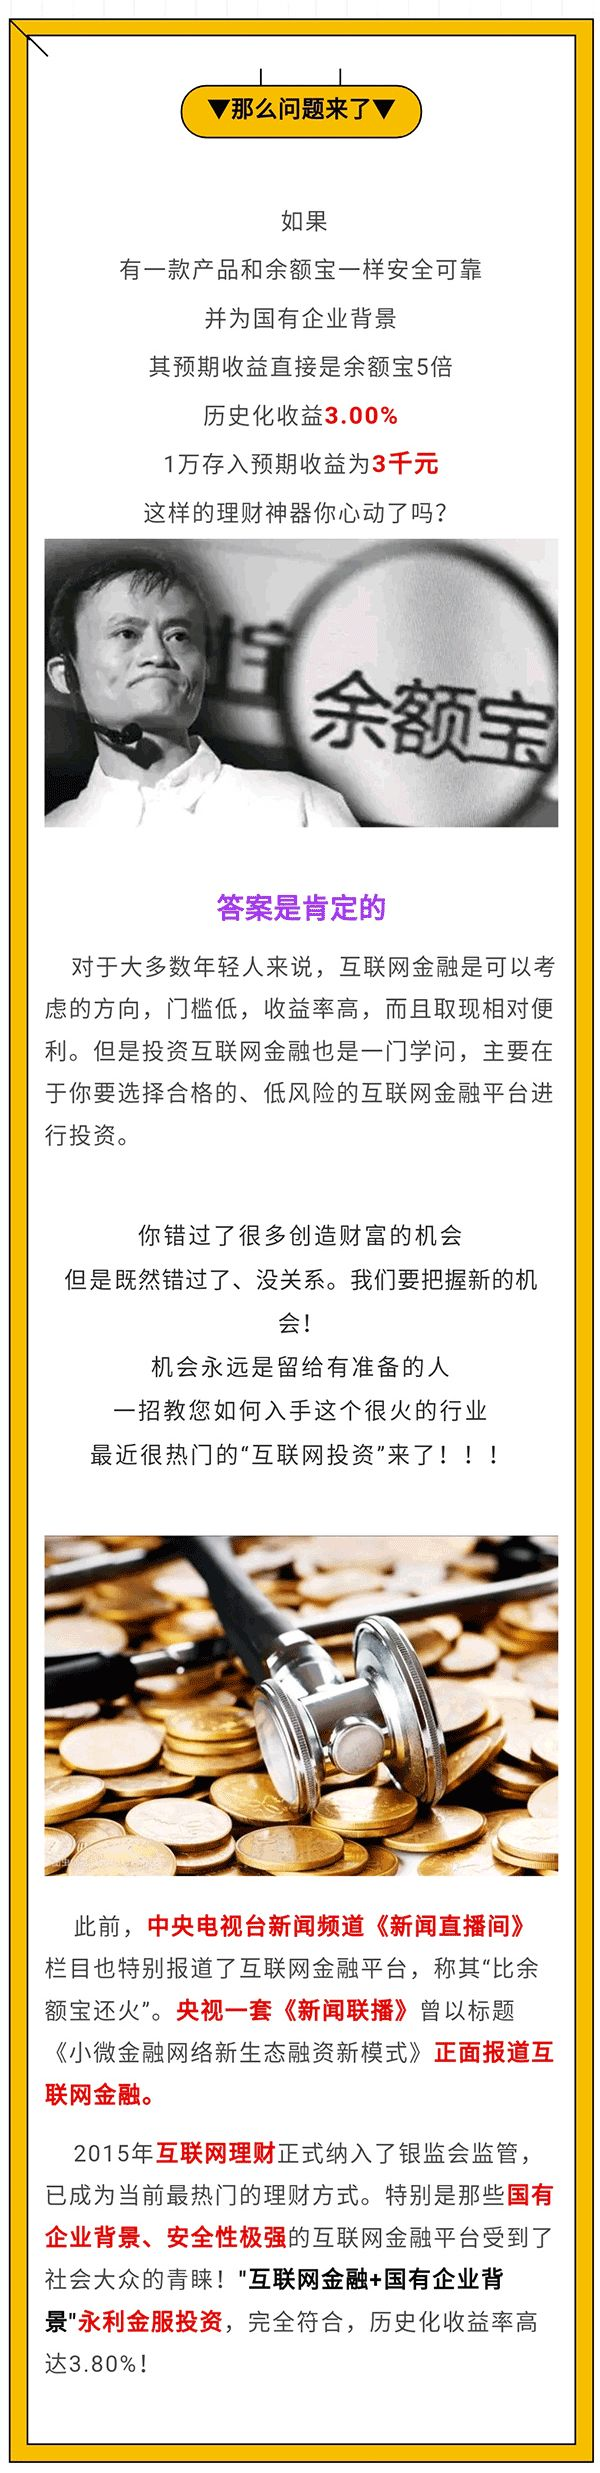 ▼那么问题来了▼
如果
有一款产品和余额宝一样安全可靠
并为国有企业背景
其预期收益直接是余额宝5倍
历史化收益3.00%
1万存入预期收益为3千元
这样的理财神器你心动了吗？
余额宝
答案是肯定的
对于大多数年轻人来说，互联网金融是可以考
虑的方向，门槛低，收益率高，而且取现相对便
利。但是投资互联网金融也是一门学问，主要在
于你要选择合格的、低风险的互联网金融平台进
行投资。
你错过了很多创造财富的机会
但是既然错过了、没关系。我们要把握新的机
会！
机会永远是留给有准备的人
一招教您如何入手这个很火的行业
最近很热门的“互联网投资”来了！！！
此前，中央电视台新闻频道《新闻直播间》
栏目也特别报道了互联网金融平台，称其“比余
额宝还火”。央视一套《新闻联播》曾以标题
《小微金融网络新生态融资新模式》正面报道互
联网金融。
2015年互联网理财正式纳入了银监会监管，
已成为当前最热门的理财方式。特别是那些国有
企业背景、安全性极强的互联网金融平台受到了
社会大众的青睐！"互联网金融+国有企业背
景"永利金服投资，完全符合，历史化收益率高
达3.80%！